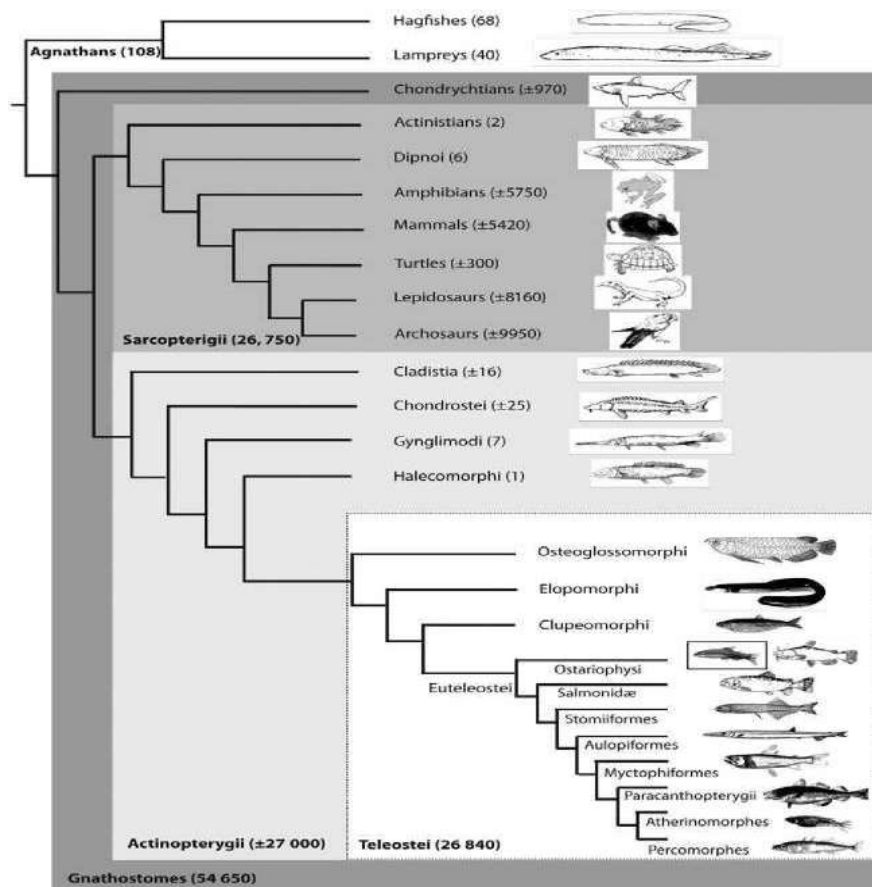 Hagfishes (68)
Agnathans (108)
Lampreys (40)
Chondrychtians (±970)
Actinistians (2)
Dipnoi (6)
Amphibians (±5750)
Mammals (±5420)
Turtles (±300)
Lepidosaurs (±8160)
Archosaurs (±9950)
Sarcopterigii (26, 750)
Cladistia (±16)
Chondrostei (±25)
Gynglimodi (7)
Halecomorphi (1)
Osteoglossomorphi
Elopomorphi
Clupeomorphi
Ostariophysi
Euteleostei
Salmonidæ
Stomiiformes
Aulopiformes
Myctophiformes
Paracanthopterygii
Atherinomorphes
Percomorphes
Actinopterygii (±27 000)
Teleostei (26 840)
Gnathostomes (54 650)